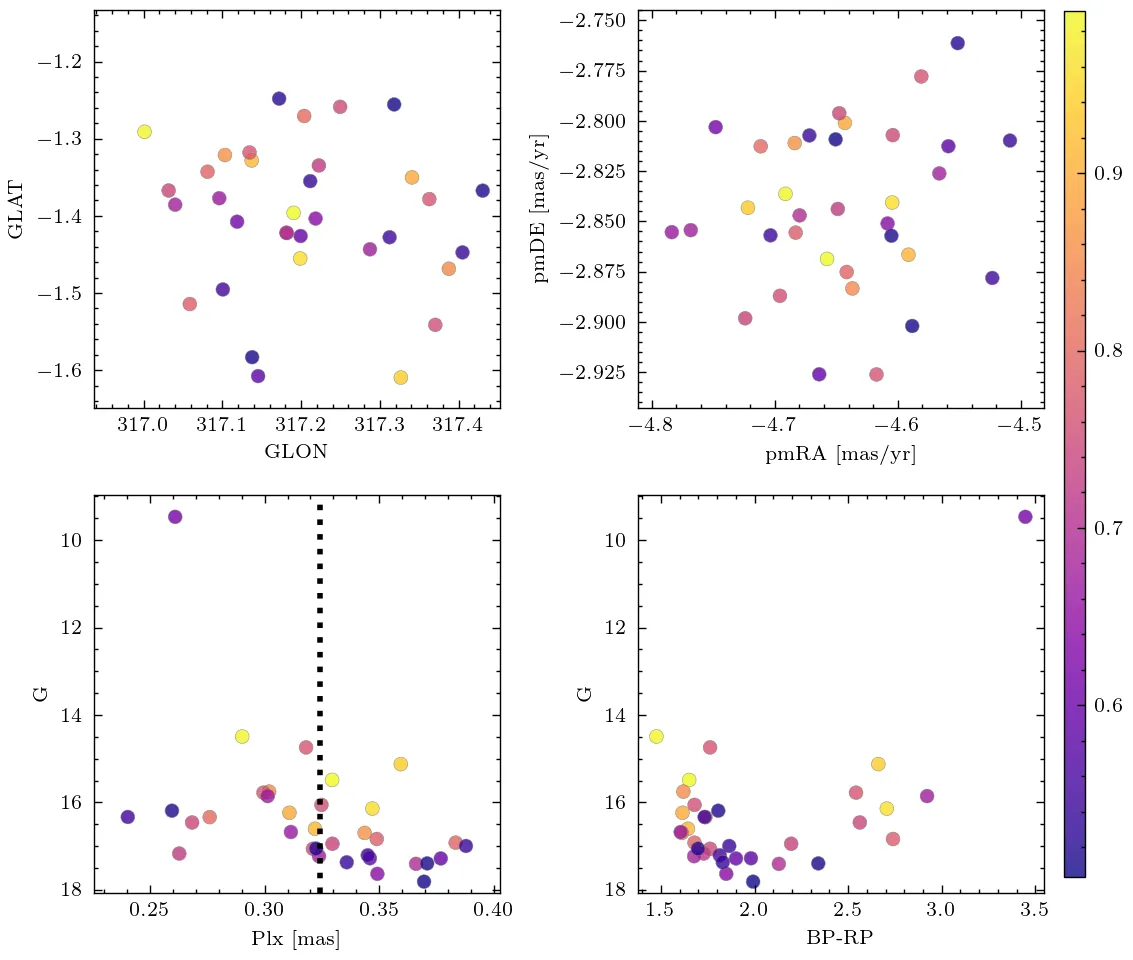 −1.2
−1.3
−1.4
−1.5
−1.6
GLAT
317.0 317.1 317.2 317.3 317.4
GLON
−2.750
−2.775
−2.800
−2.825
−2.850
−2.875
−2.900
−2.925
pmDE [mas/yr]
−4.8 −4.7 −4.6 −4.5
pmRA [mas/yr]
0.9
0.8
0.7
0.6
10
12
14
16
18
G
0.25 0.30 0.35 0.40
Plx [mas]
10
12
14
16
18
G
1.5 2.0 2.5 3.0 3.5
BP-RP